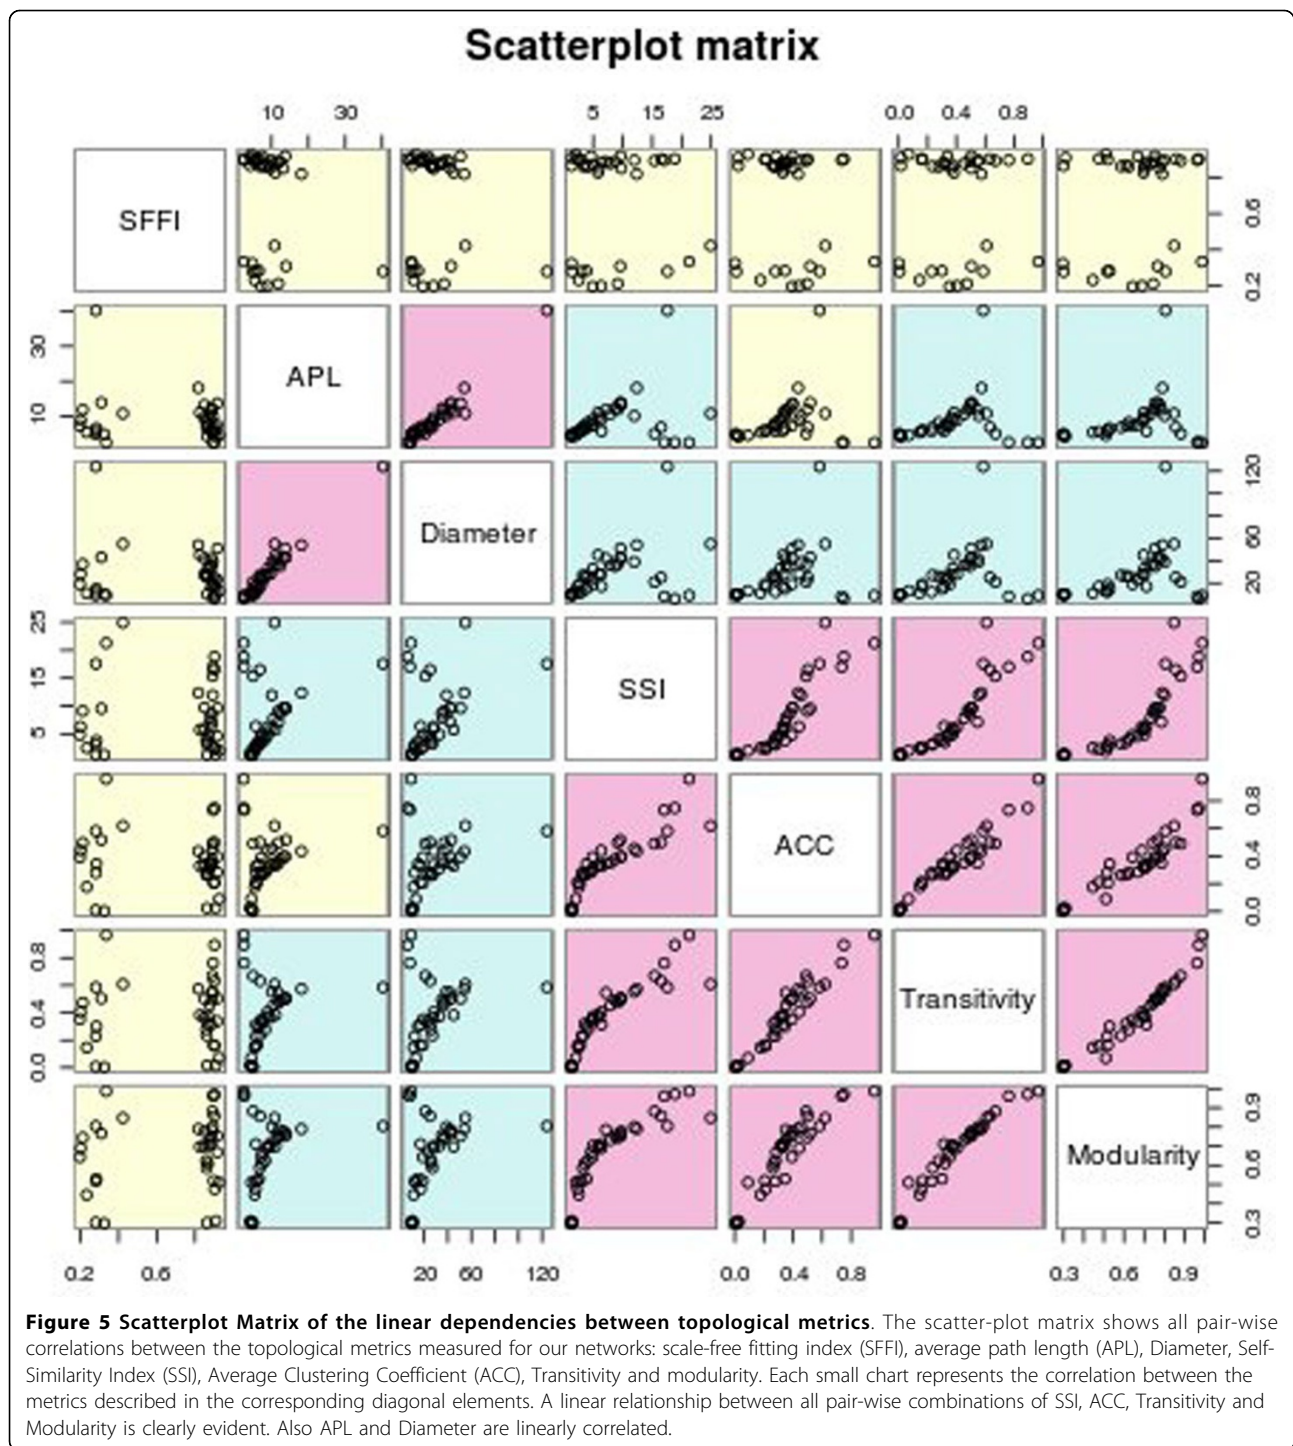 Scatterplot matrix
10 30 5 15 25 0.0 0.4 0.8
SFFI
0.2 0.6
APL
10 30
Diameter
20 60 120
SSI
5 15 25
ACC
0.0 0.4 0.8
Transitivity
0.0 0.4 0.8
Modularity
0.3 0.6 0.9
0.2 0.6 20 60 120 0.0 0.4 0.8 0.3 0.6 0.9
Figure 5 Scatterplot Matrix of the linear dependencies between topological metrics. The scatter-plot matrix shows all pair-wise
correlations between the topological metrics measured for our networks: scale-free fitting index (SFFI), average path length (APL), Diameter, Self-
Similarity Index (SSI), Average Clustering Coefficient (ACC), Transitivity and modularity. Each small chart represents the correlation between the
metrics described in the corresponding diagonal elements. A linear relationship between all pair-wise combinations of SSI, ACC, Transitivity and
Modularity is clearly evident. Also APL and Diameter are linearly correlated.